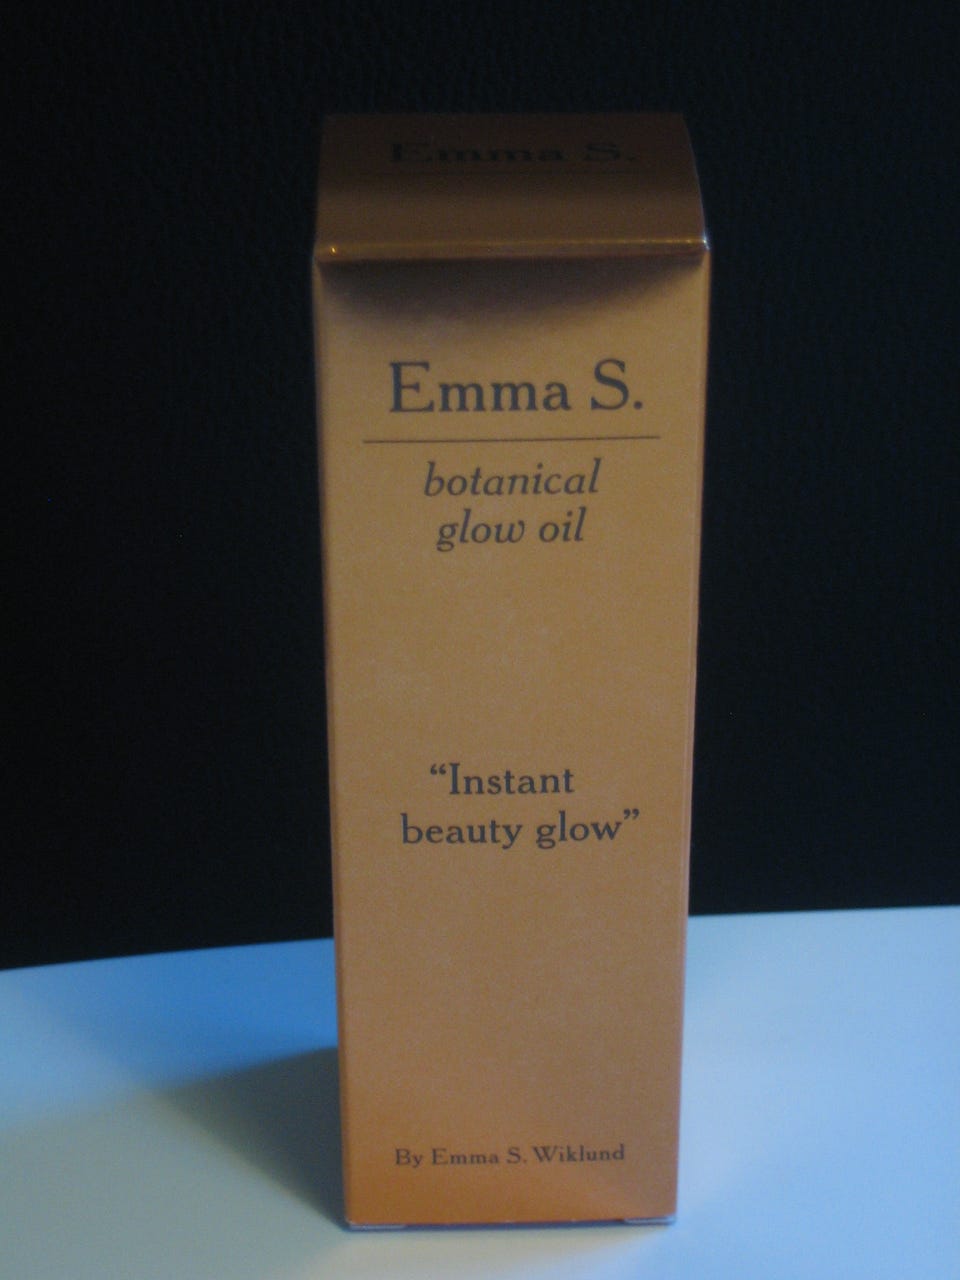 Emma S.
Emma S.
botanical
glow oil
“Instant
beauty glow”
By Emma S. Wiklund